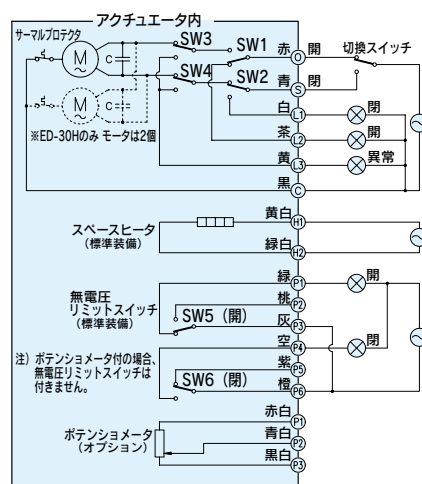 アクチュエータ内
サーマルプロテクタ
M
C
SW3
SW1
赤 O 開
切換スイッチ
SW4
SW2
青 S 閉
M
C
白 L1 閉
※ED-30Hのみ モータは2個
茶 L2 開
黄 L3 異常
黒 C
スペースヒータ
(標準装備)
黄白 H1
緑白 H2
無電圧
リミットスイッチ
(標準装備)
緑 P1 開
桃 P2
SW5(開)
灰 P3
空 P4 閉
注)ポテンショメータ付の場合、
無電圧リミットスイッチは
付きません。
紫 P5
SW6(閉)
橙 P6
ポテンショメータ
(オプション)
赤白 P1
青白 P2
黒白 P3